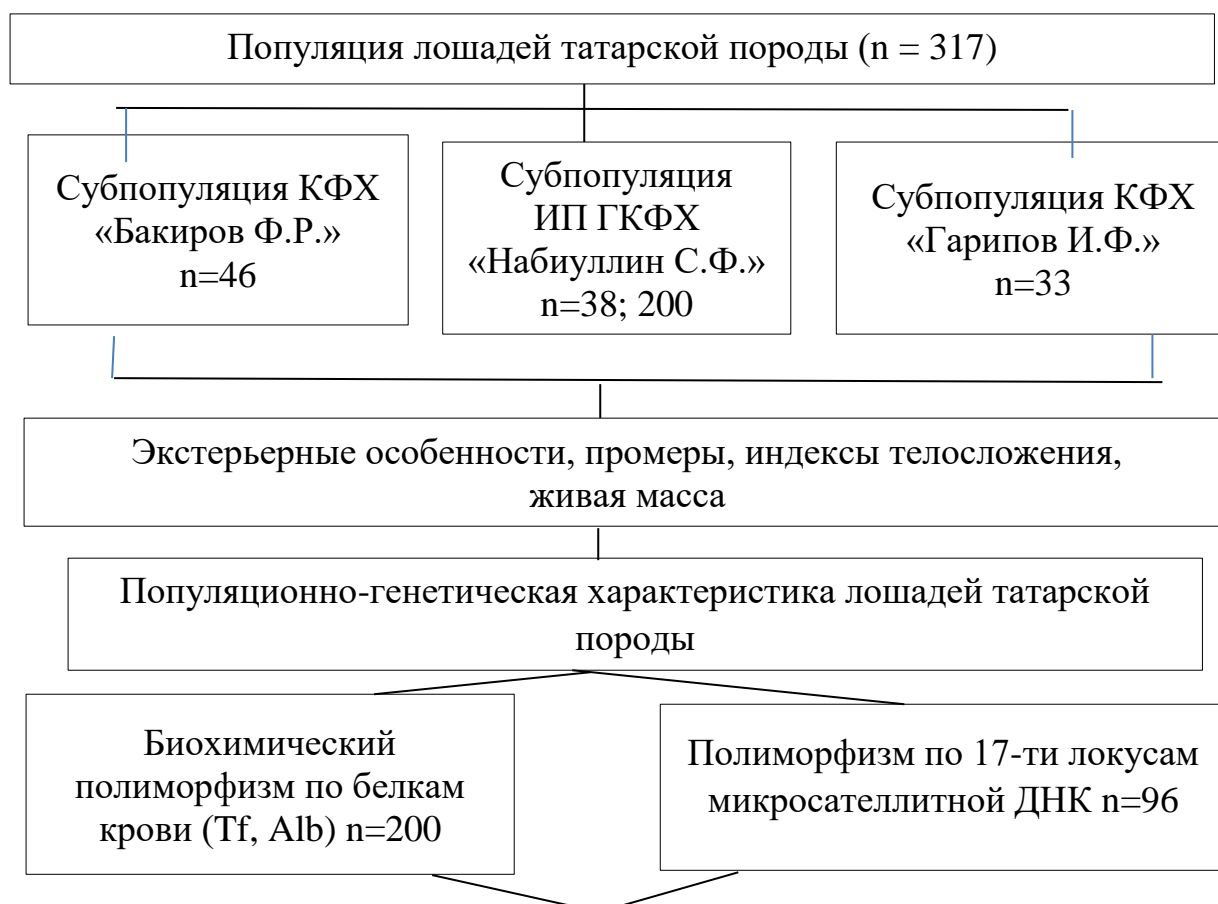 Популяция лошадей татарской породы (n = 317)
Субпопуляция КФХ
«Бакиров Ф.Р.»
n=46
Субпопуляция
ИП ГКФХ
«Набиуллин С.Ф.»
n=38; 200
Субпопуляция КФХ
«Гарипов И.Ф.»
n=33
Экстерьерные особенности, промеры, индексы телосложения,
живая масса
Популяционно-генетическая характеристика лошадей татарской
породы
Биохимический
полиморфизм по белкам
крови (Tf, Alb) n=200
Полиморфизм по 17-ти локусам
микросателлитной ДНК n=96